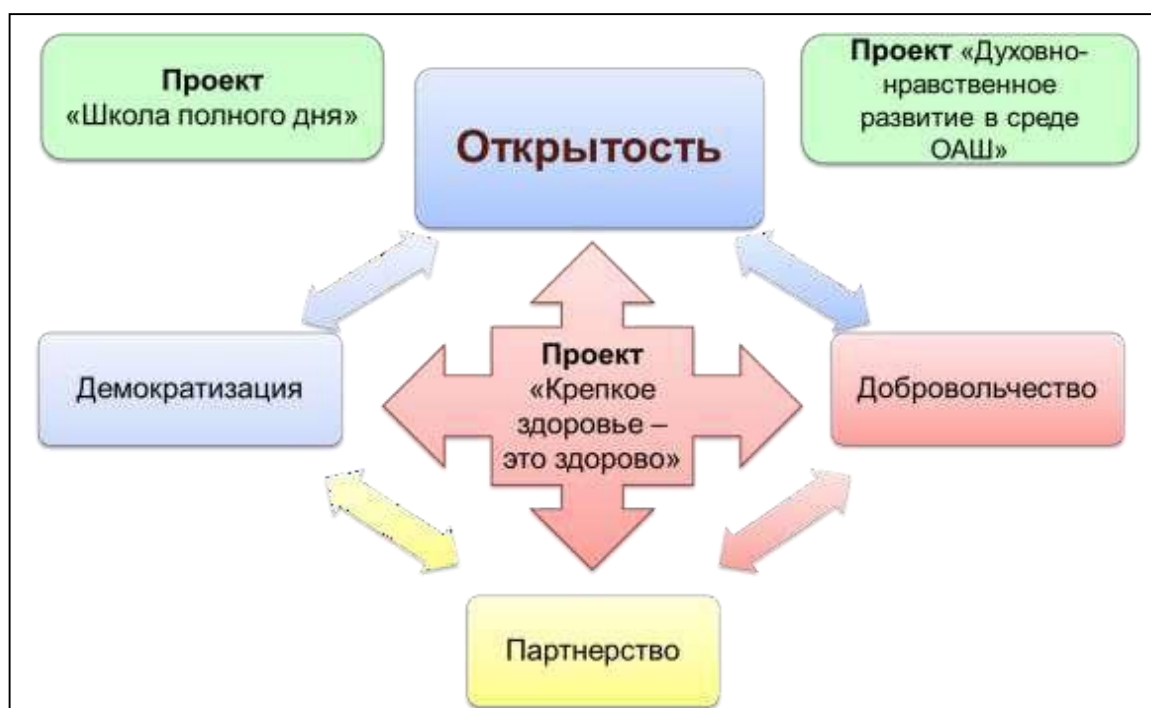 Проект
«Школа полного дня»
Проект «Духовно-
нравственное
развитие в среде
ОАШ»
Открытость
Демократизация
Проект
«Крепкое
здоровье –
это здорово»
Добровольчество
Партнерство